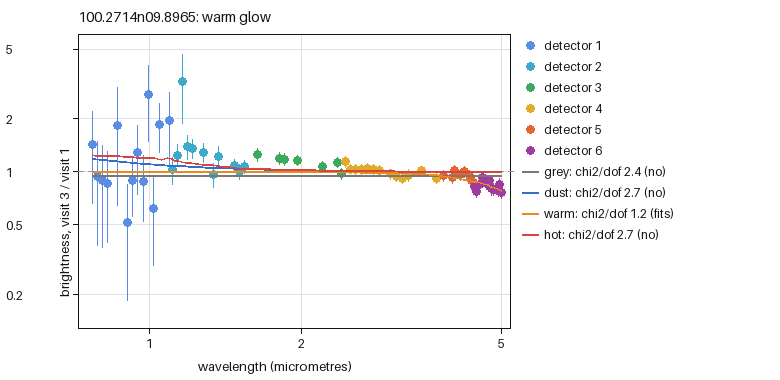 100.2714n09.8965: warm glow
5
2
1
0.5
0.2
brightness, visit 3 / visit 1
1
2
5
wavelength (micrometres)
detector 1
detector 2
detector 3
detector 4
detector 5
detector 6
grey: chi2/dof 2.4 (no)
dust: chi2/dof 2.7 (no)
warm: chi2/dof 1.2 (fits)
hot: chi2/dof 2.7 (no)